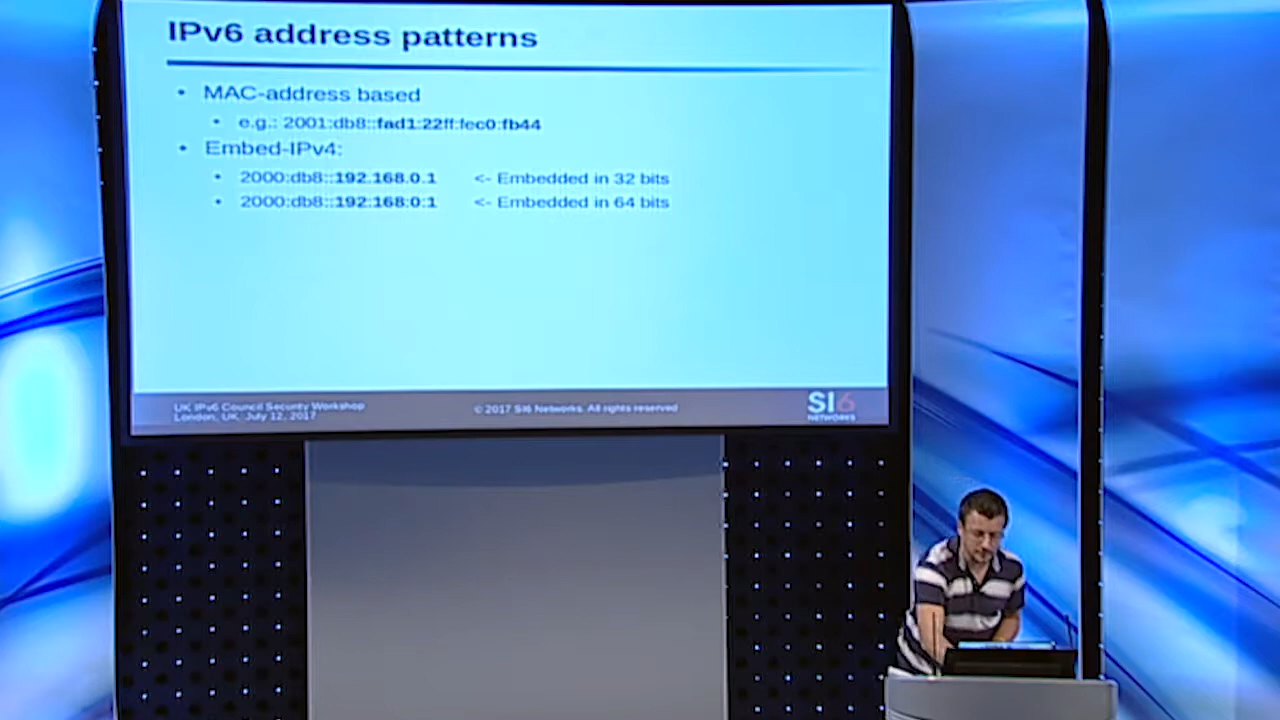 IPv6 address patterns
• MAC-address based
• e.g.: 2001:db8::fad1:22ff:fec0:fb44
• Embed-IPv4:
• 2000:db8::192.168.0.1 <- Embedded in 32 bits
• 2000:db8::192:168:0:1 <- Embedded in 64 bits
UK IPv6 Council Security Workshop
London, UK. July 12, 2017
© 2017 SI6 Networks. All rights reserved
SI6
NETWORKS